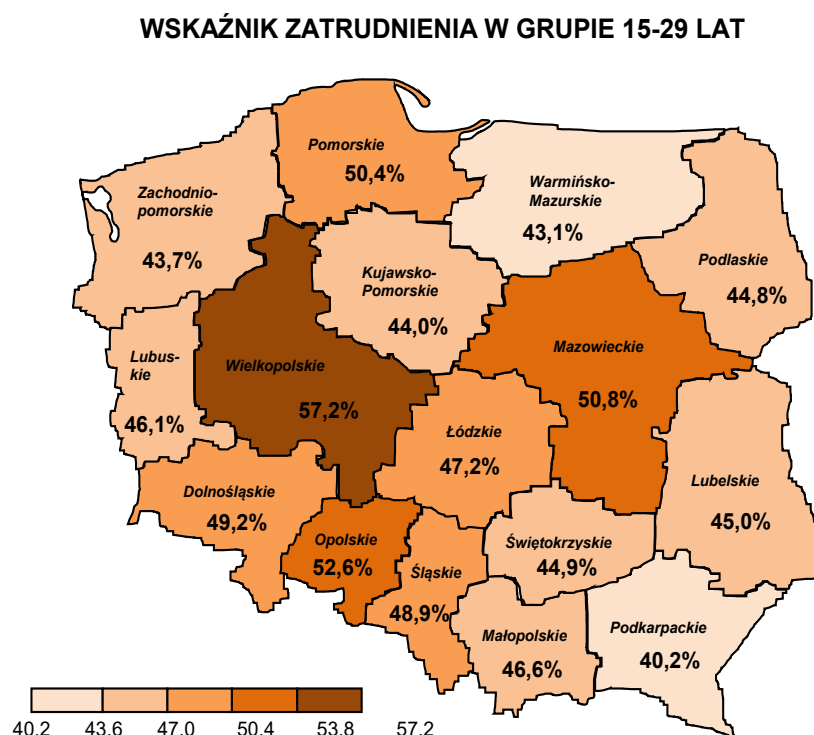 WSKAŹNIK ZATRUDNIENIA W GRUPIE 15-29 LAT
Pomorskie
50,4%
Zachodnio-
pomorskie
43,7%
Warmińsko-
Mazurskie
43,1%
Podlaskie
44,8%
Kujawsko-
Pomorskie
44,0%
Lubus-
kie
46,1%
Wielkopolskie
57,2%
Mazowieckie
50,8%
Łódzkie
47,2%
Lubelskie
45,0%
Dolnośląskie
49,2%
Opolskie
52,6%
Śląskie
48,9%
Świętokrzyskie
44,9%
Małopolskie
46,6%
Podkarpackie
40,2%
40.2 43.6 47.0 50.4 53.8 57.2